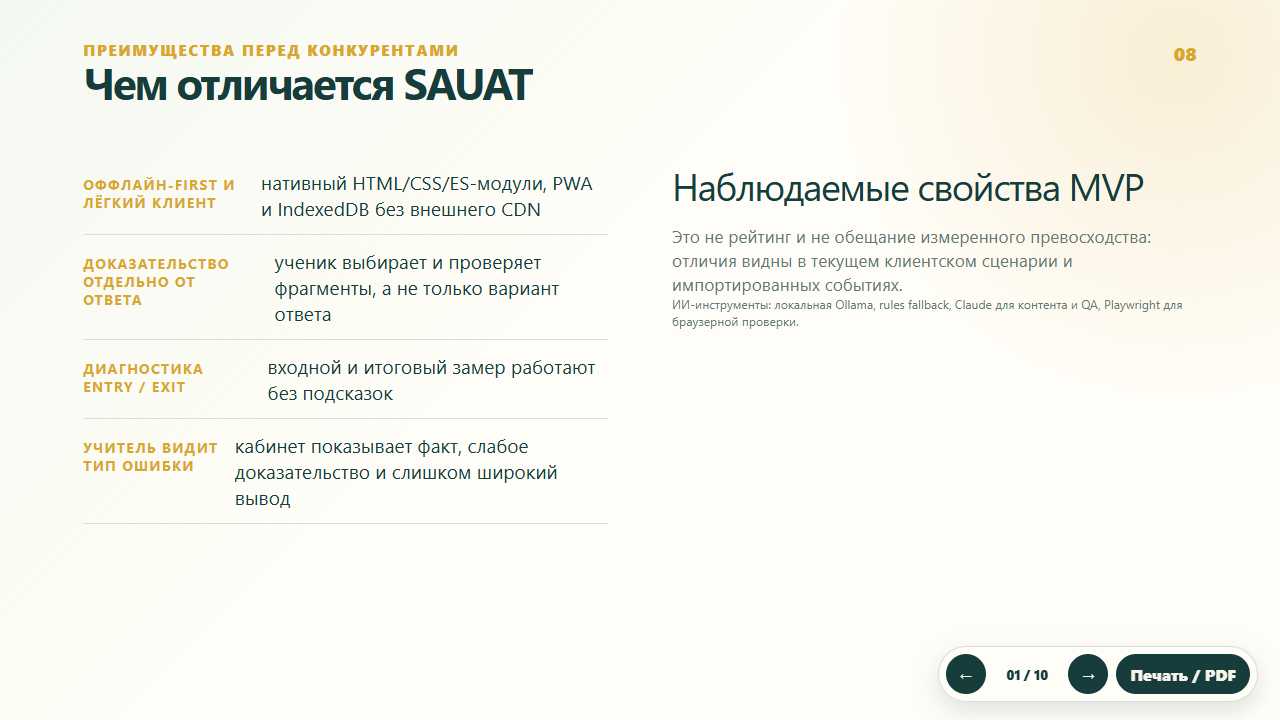 ПРЕИМУЩЕСТВА ПЕРЕД КОНКУРЕНТАМИ
08
Чем отличается SAUAT
ОФФЛАЙН-FIRST И
ЛЁГКИЙ КЛИЕНТ
нативный HTML/CSS/ES-модули, PWA
и IndexedDB без внешнего CDN
ДОКАЗАТЕЛЬСТВО
ОТДЕЛЬНО ОТ
ОТВЕТА
ученик выбирает и проверяет
фрагменты, а не только вариант
ответа
ДИАГНОСТИКА
ENTRY / EXIT
входной и итоговый замер работают
без подсказок
УЧИТЕЛЬ ВИДИТ
ТИП ОШИБКИ
кабинет показывает факт, слабое
доказательство и слишком широкий
вывод
Наблюдаемые свойства MVP
Это не рейтинг и не обещание измеренного превосходства:
отличия видны в текущем клиентском сценарии и
импортированных событиях.
ИИ-инструменты: локальная Ollama, rules fallback, Claude для контента и QA, Playwright для
браузерной проверки.
← 01 / 10 → Печать / PDF